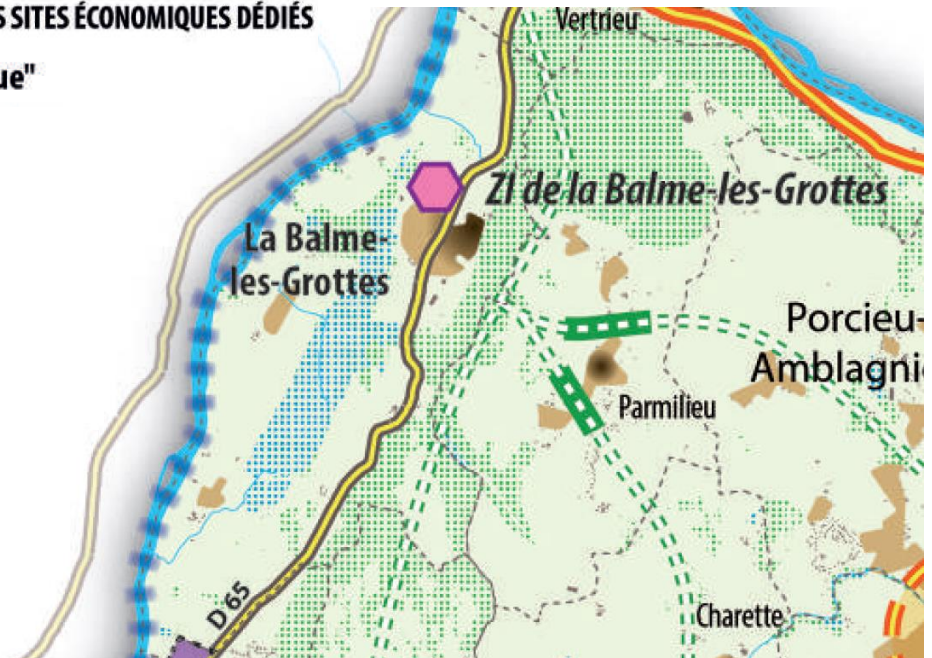 S SITES ÉCONOMIQUES DÉDIÉS
ue"
Vertrieu
ZI de la Balme-les-Grottes
La Balme-
les-Grottes
Porcieu-
Amblagni
Parmilieu
D 65
Charette